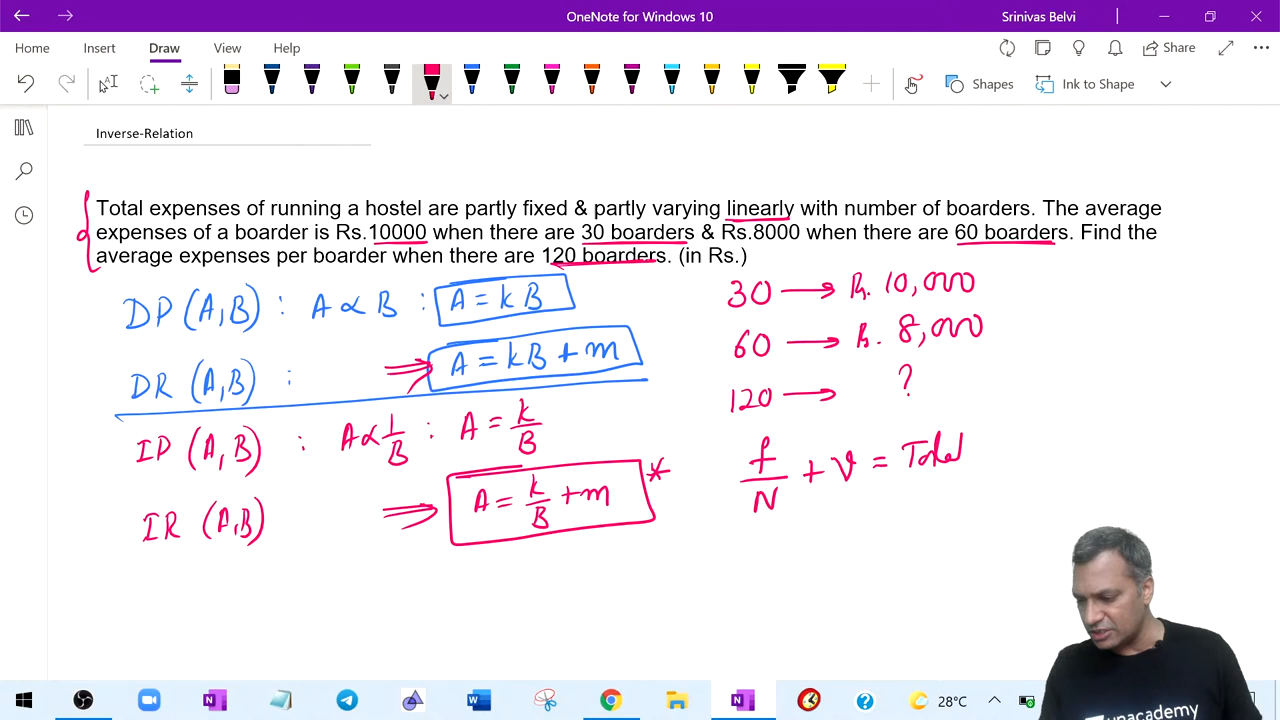 OneNote for Windows 10
Srinivas Belvi
Home Insert Draw View Help
Share
Shapes
Ink to Shape
Inverse-Relation
Total expenses of running a hostel are partly fixed & partly varying linearly with number of boarders. The average
expenses of a boarder is Rs.10000 when there are 30 boarders & Rs.8000 when there are 60 boarders. Find the
average expenses per boarder when there are 120 boarders. (in Rs.)
DP (A,B) : A ∝ B : A = kB
DR (A,B) : ⇒ A = kB + m
IP (A,B) : A ∝ 1/B : A = k/B
IR (A,B) ⇒ A = k/B + m *
30 → Rs. 10,000
60 → Rs. 8,000
120 → ?
f/N + v = Total
28°C
unacademy